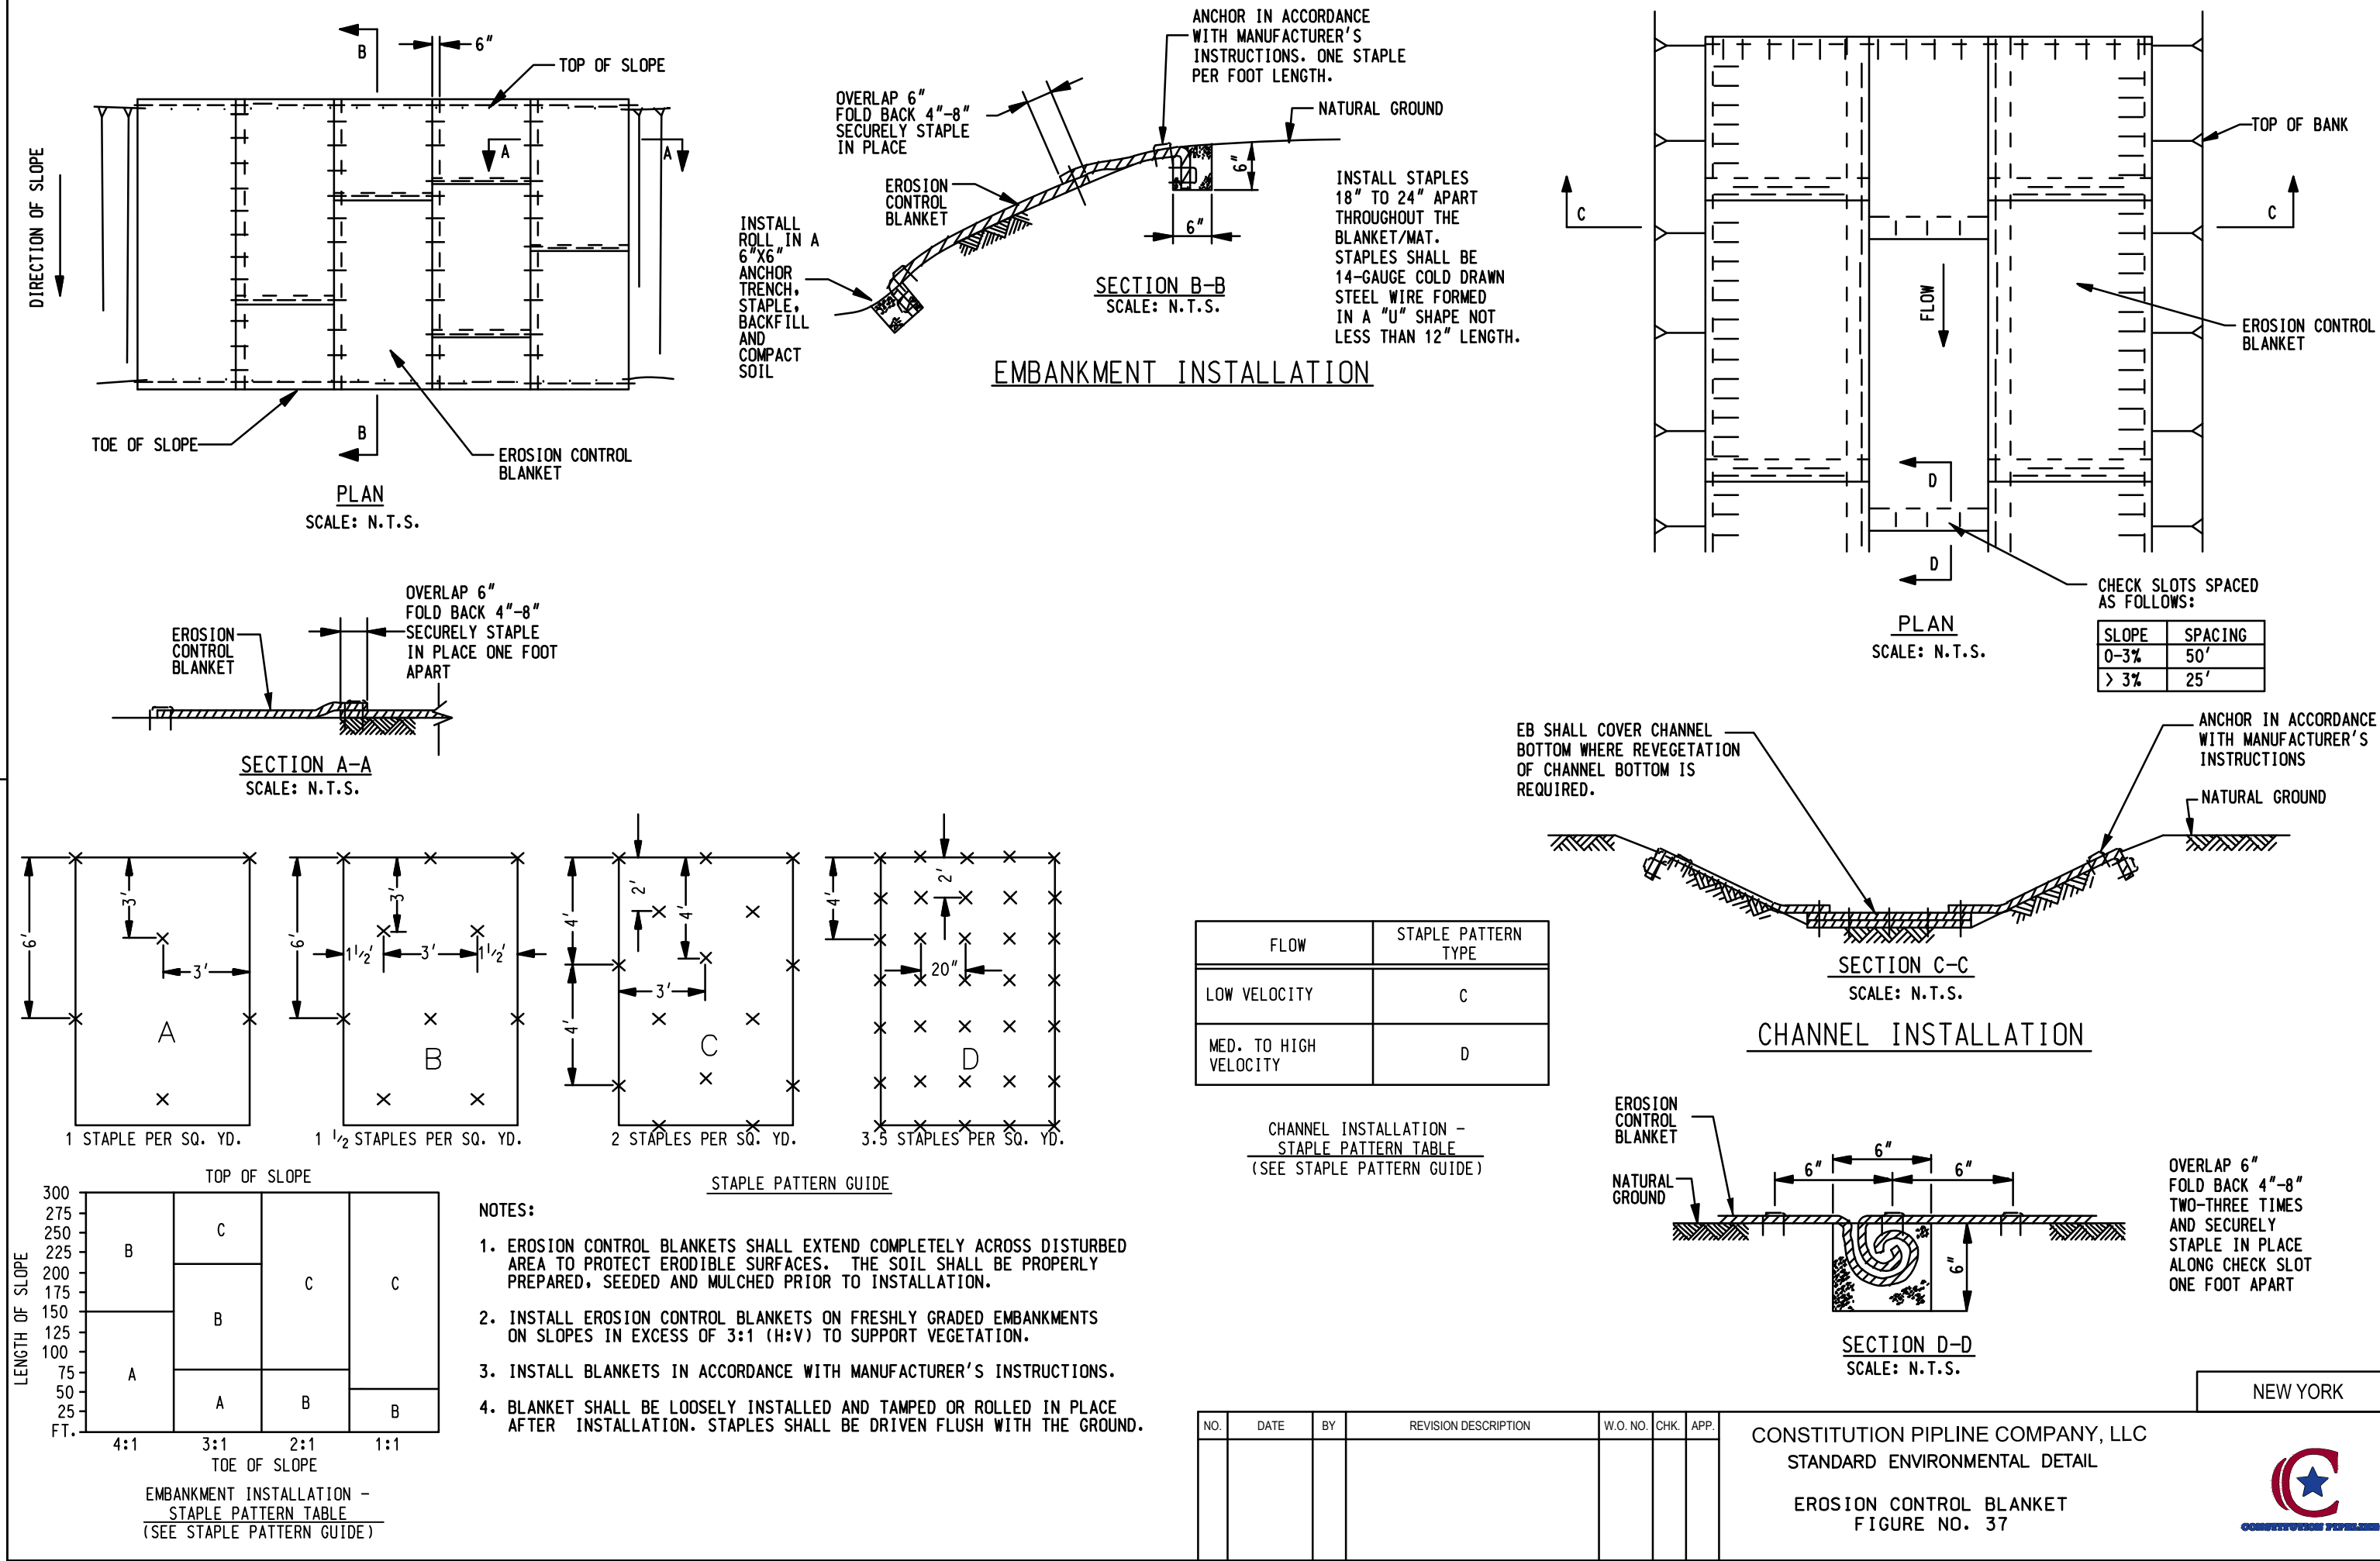 B
6"
TOP OF SLOPE
DIRECTION OF SLOPE
A
A
TOE OF SLOPE
B
EROSION CONTROL
BLANKET
PLAN
SCALE: N.T.S.
ANCHOR IN ACCORDANCE
WITH MANUFACTURER'S
INSTRUCTIONS. ONE STAPLE
PER FOOT LENGTH.
OVERLAP 6"
FOLD BACK 4"-8"
SECURELY STAPLE
IN PLACE
NATURAL GROUND
EROSION
CONTROL
BLANKET
6"
6"
INSTALL
ROLL IN A
6"X6"
ANCHOR
TRENCH,
STAPLE,
BACKFILL
AND
COMPACT
SOIL
SECTION B-B
SCALE: N.T.S.
INSTALL STAPLES
18" TO 24" APART
THROUGHOUT THE
BLANKET/MAT.
STAPLES SHALL BE
14-GAUGE COLD DRAWN
STEEL WIRE FORMED
IN A "U" SHAPE NOT
LESS THAN 12" LENGTH.
EMBANKMENT INSTALLATION
TOP OF BANK
C
C
FLOW
EROSION CONTROL
BLANKET
D
D
PLAN
SCALE: N.T.S.
CHECK SLOTS SPACED
AS FOLLOWS:
SLOPE SPACING
0-3% 50'
> 3% 25'
EROSION
CONTROL
BLANKET
OVERLAP 6"
FOLD BACK 4"-8"
SECURELY STAPLE
IN PLACE ONE FOOT
APART
SECTION A-A
SCALE: N.T.S.
EB SHALL COVER CHANNEL
BOTTOM WHERE REVEGETATION
OF CHANNEL BOTTOM IS
REQUIRED.
ANCHOR IN ACCORDANCE
WITH MANUFACTURER'S
INSTRUCTIONS
NATURAL GROUND
SECTION C-C
SCALE: N.T.S.
CHANNEL INSTALLATION
6'
3'
3'
A
1 STAPLE PER SQ. YD.
6'
3'
1 1/2'
3'
1 1/2'
B
1 1/2 STAPLES PER SQ. YD.
4'
4'
2'
4'
3'
C
2 STAPLES PER SQ. YD.
4'
2'
20"
D
3.5 STAPLES PER SQ. YD.
STAPLE PATTERN GUIDE
FLOW STAPLE PATTERN
TYPE
LOW VELOCITY C
MED. TO HIGH
VELOCITY D
CHANNEL INSTALLATION -
STAPLE PATTERN TABLE
(SEE STAPLE PATTERN GUIDE)
EROSION
CONTROL
BLANKET
NATURAL
GROUND
6"
6"
6"
6"
OVERLAP 6"
FOLD BACK 4"-8"
TWO-THREE TIMES
AND SECURELY
STAPLE IN PLACE
ALONG CHECK SLOT
ONE FOOT APART
SECTION D-D
SCALE: N.T.S.
TOP OF SLOPE
LENGTH OF SLOPE
300
275
250
225
200
175
150
125
100
75
50
25
FT.
B
A
C
B
A
C
B
C
B
4:1 3:1 2:1 1:1
TOE OF SLOPE
EMBANKMENT INSTALLATION -
STAPLE PATTERN TABLE
(SEE STAPLE PATTERN GUIDE)
NOTES:
1. EROSION CONTROL BLANKETS SHALL EXTEND COMPLETELY ACROSS DISTURBED
AREA TO PROTECT ERODIBLE SURFACES. THE SOIL SHALL BE PROPERLY
PREPARED, SEEDED AND MULCHED PRIOR TO INSTALLATION.
2. INSTALL EROSION CONTROL BLANKETS ON FRESHLY GRADED EMBANKMENTS
ON SLOPES IN EXCESS OF 3:1 (H:V) TO SUPPORT VEGETATION.
3. INSTALL BLANKETS IN ACCORDANCE WITH MANUFACTURER'S INSTRUCTIONS.
4. BLANKET SHALL BE LOOSELY INSTALLED AND TAMPED OR ROLLED IN PLACE
AFTER INSTALLATION. STAPLES SHALL BE DRIVEN FLUSH WITH THE GROUND.
NEW YORK
NO. DATE BY REVISION DESCRIPTION W.O. NO. CHK. APP.
CONSTITUTION PIPLINE COMPANY, LLC
STANDARD ENVIRONMENTAL DETAIL
EROSION CONTROL BLANKET
FIGURE NO. 37
CONSTITUTION PIPELINE